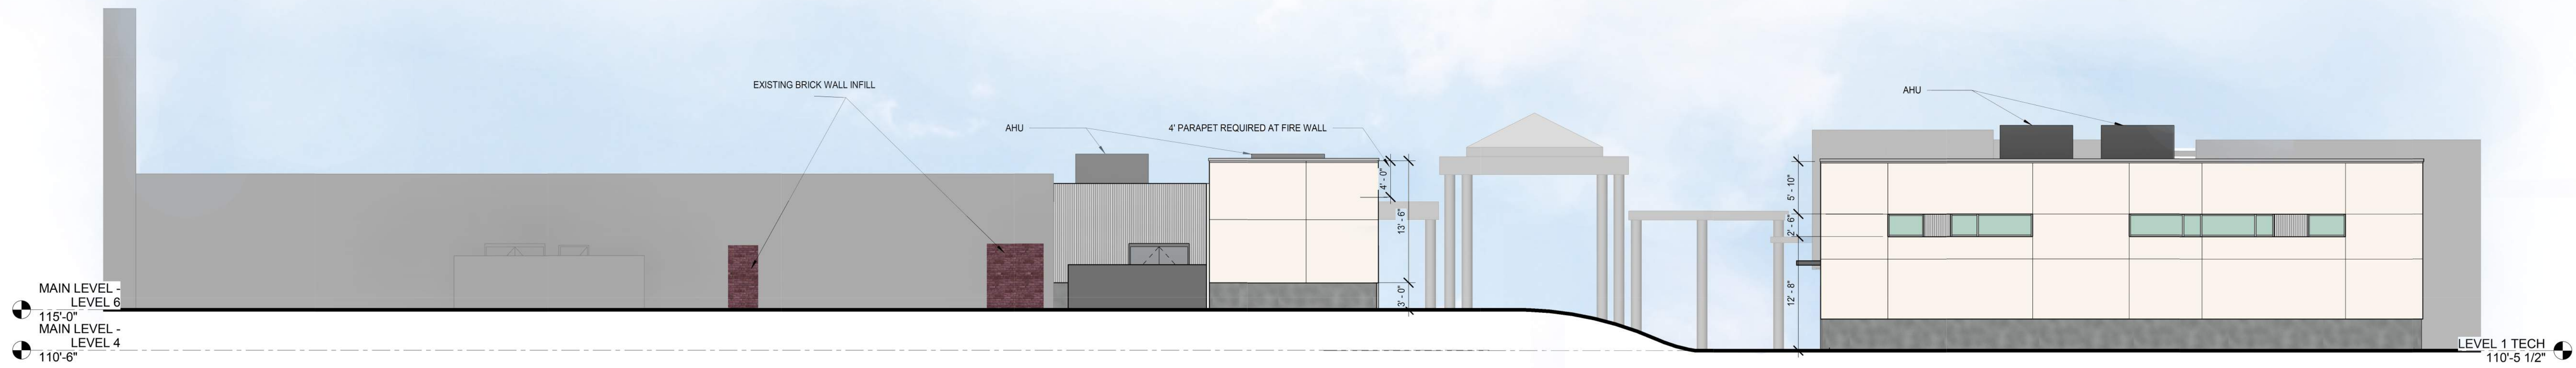 EXISTING BRICK WALL INFILL
AHU
4' PARAPET REQUIRED AT FIRE WALL
AHU
4' - 0"
13' - 6"
3' - 0"
5' - 10"
2' - 6"
12' - 8"
MAIN LEVEL -
LEVEL 6
115'-0"
MAIN LEVEL -
LEVEL 4
110'-6"
LEVEL 1 TECH
110'-5 1/2"